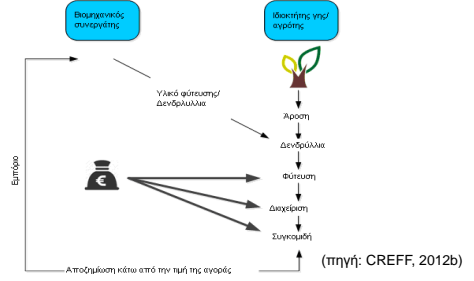 Βιομηχανικός
συνεργάτης
Ιδιοκτήτης γης/
αγρότης
Υλικό φύτευσης/
Δενδρλυλλια
Άροση
Δενδρύλλια
Φύτευση
Διαχείριση
Συγκομιδή
Εμπόριο
€
Αποζημίωση κάτω από την τιμή της αγοράς
(πηγή: CREFF, 2012b)